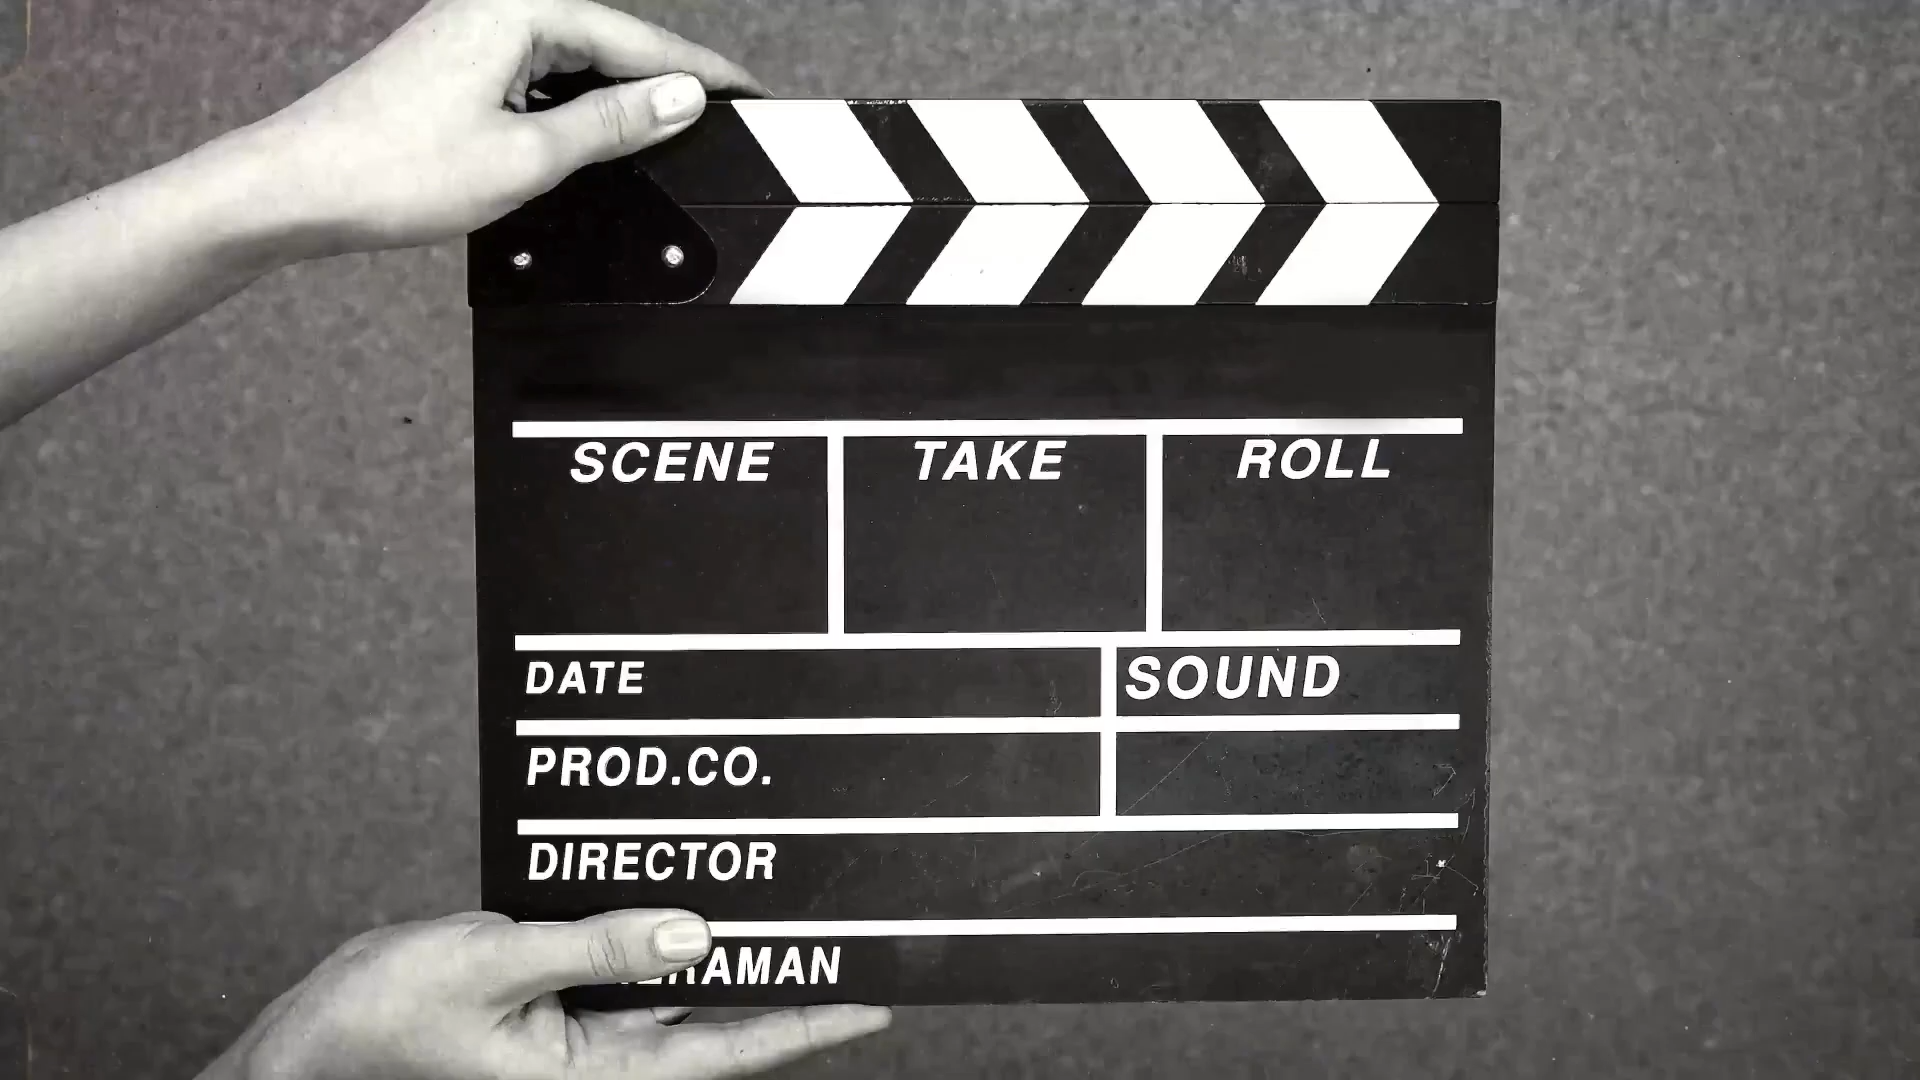 SCENE TAKE ROLL
DATE SOUND
PROD.CO.
DIRECTOR